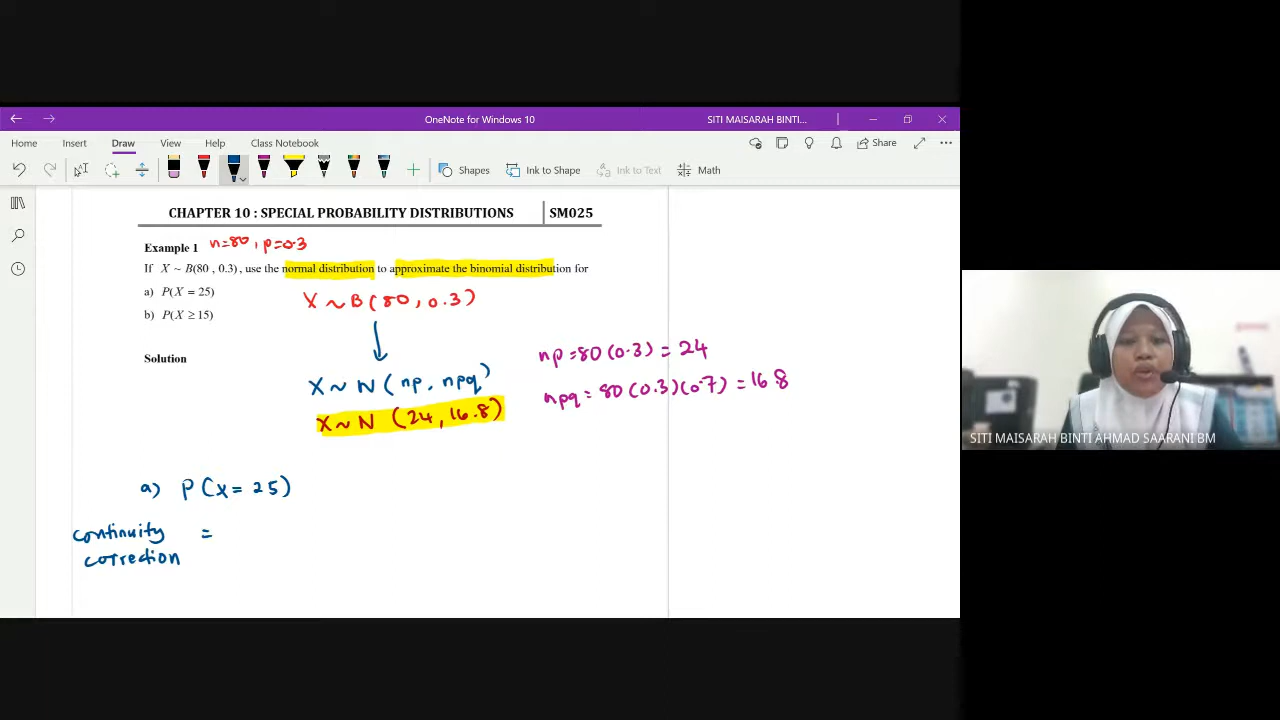 OneNote for Windows 10
SITI MAISARAH BINTI...
Home Insert Draw View Help Class Notebook
Share
Shapes Ink to Shape Ink to Text Math
CHAPTER 10 : SPECIAL PROBABILITY DISTRIBUTIONS SM025
Example 1 n=80, p=0.3
If X ~ B(80 , 0.3), use the normal distribution to approximate the binomial distribution for
a) P(X = 25)
b) P(X ≥ 15)
X ~ B(80, 0.3)
Solution
np = 80(0.3) = 24
X ~ N(np, npq)
npq = 80(0.3)(0.7) = 16.8
X ~ N (24, 16.8)
a) P(X = 25)
continuity =
correction
SITI MAISARAH BINTI AHMAD SAARANI BM